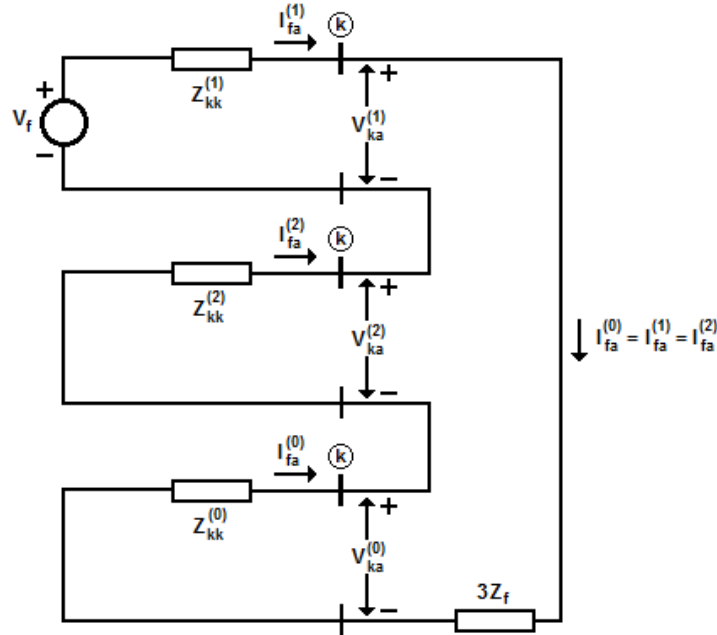 I_fa^(1)
k
+
Z_kk^(1)
V_f
+
−
V_ka^(1)
−
I_fa^(2)
k
+
Z_kk^(2)
V_ka^(2)
I_fa^(0) = I_fa^(1) = I_fa^(2)
−
I_fa^(0)
k
+
Z_kk^(0)
V_ka^(0)
−
3Z_f